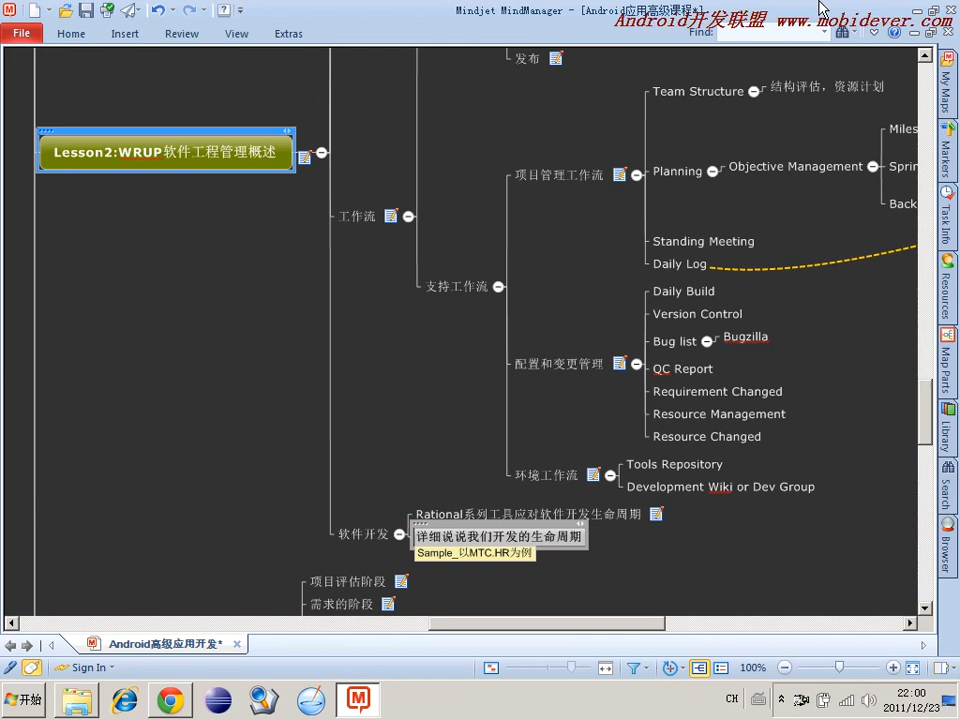 Mindjet MindManager - [Android应用高级课程*]
Android开发联盟 www.mobidever.com
File Home Insert Review View Extras
Find:
发布
Team Structure
结构评估，资源计划
Lesson2:WRUP软件工程管理概述
项目管理工作流
Planning
Objective Management
Miles
Sprin
Back
工作流
Standing Meeting
Daily Log
支持工作流
Daily Build
Version Control
Bug list
Bugzilla
配置和变更管理
QC Report
Requirement Changed
Resource Management
Resource Changed
环境工作流
Tools Repository
Development Wiki or Dev Group
软件开发
Rational系列工具应对软件开发生命周期
详细说说我们开发的生命周期
Sample_以MTC.HR为例
项目评估阶段
需求的阶段
My Maps
Markers
Task Info
Resources
Map Parts
Library
Search
Browser
Android高级应用开发*
Sign In
100%
开始
CH
22:00
2011/12/23